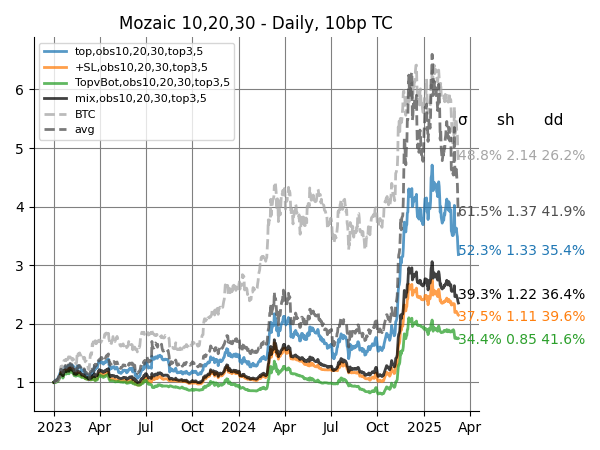 Mozaic 10,20,30 - Daily, 10bp TC
top,obs10,20,30,top3,5
+SL,obs10,20,30,top3,5
TopvBot,obs10,20,30,top3,5
mix,obs10,20,30,top3,5
BTC
avg
σ sh dd
48.8% 2.14 26.2%
61.5% 1.37 41.9%
52.3% 1.33 35.4%
39.3% 1.22 36.4%
37.5% 1.11 39.6%
34.4% 0.85 41.6%
6
5
4
3
2
1
2023 Apr Jul Oct 2024 Apr Jul Oct 2025 Apr